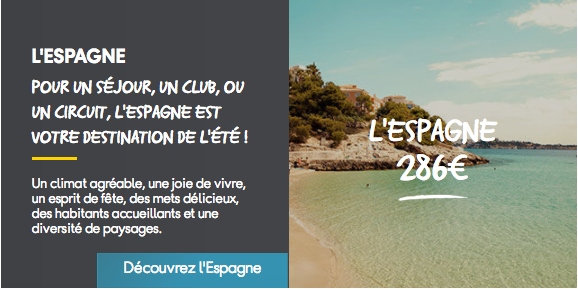 L'ESPAGNE
POUR UN SÉJOUR, UN CLUB, OU
UN CIRCUIT, L'ESPAGNE EST
VOTRE DESTINATION DE L'ÉTÉ !
Un climat agréable, une joie de vivre,
un esprit de fête, des mets délicieux,
des habitants accueillants et une
diversité de paysages.
Découvrez l'Espagne
L'ESPAGNE
286€